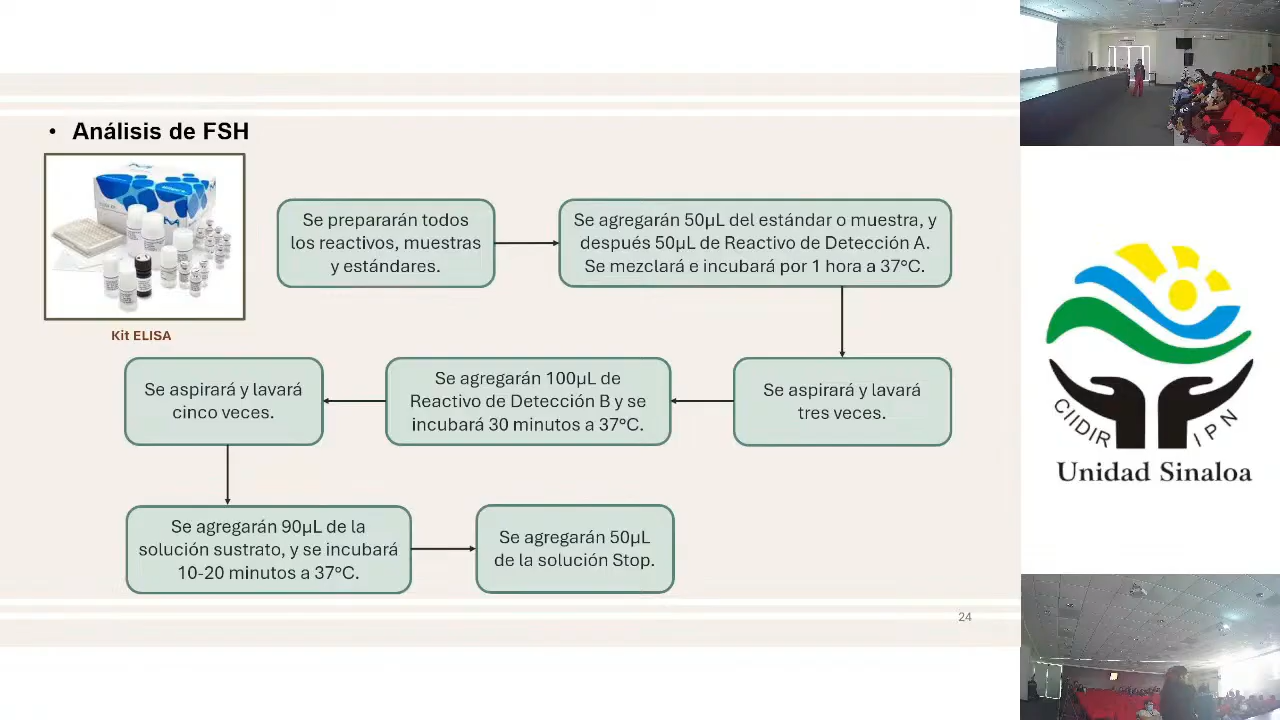 • Análisis de FSH
Kit ELISA
Se prepararán todos
los reactivos, muestras
y estándares.
Se agregarán 50µL del estándar o muestra, y
después 50µL de Reactivo de Detección A.
Se mezclará e incubará por 1 hora a 37°C.
Se aspirará y lavará
tres veces.
Se agregarán 100µL de
Reactivo de Detección B y se
incubará 30 minutos a 37°C.
Se aspirará y lavará
cinco veces.
Se agregarán 90µL de la
solución sustrato, y se incubará
10-20 minutos a 37°C.
Se agregarán 50µL
de la solución Stop.
24
CIIDIR IPN
Unidad Sinaloa